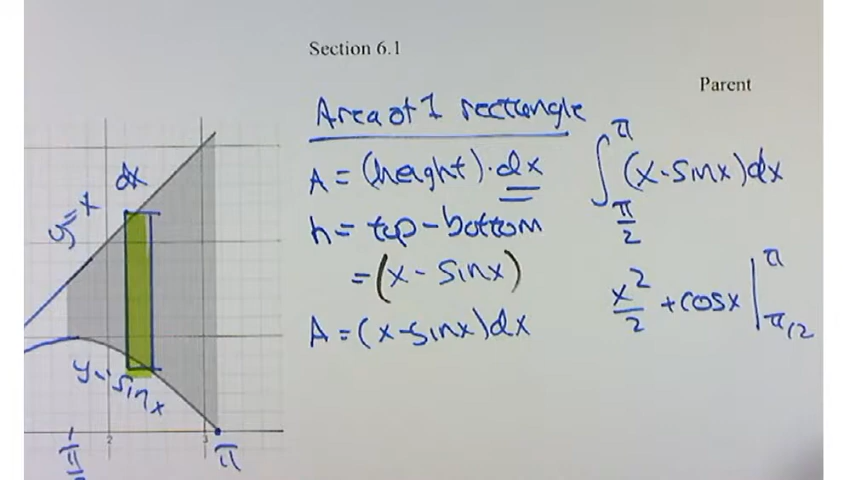 Section 6.1
Parent
Area of 1 rectangle
A = (height) · dx
h = top - bottom
= (x - sinx)
A = (x-sinx)dx
∫_{π/2}^{π} (x-sinx)dx
x²/2 + cosx |_{π/2}^{π}
dx
y=x
y=sinx
2
3
π/2
π